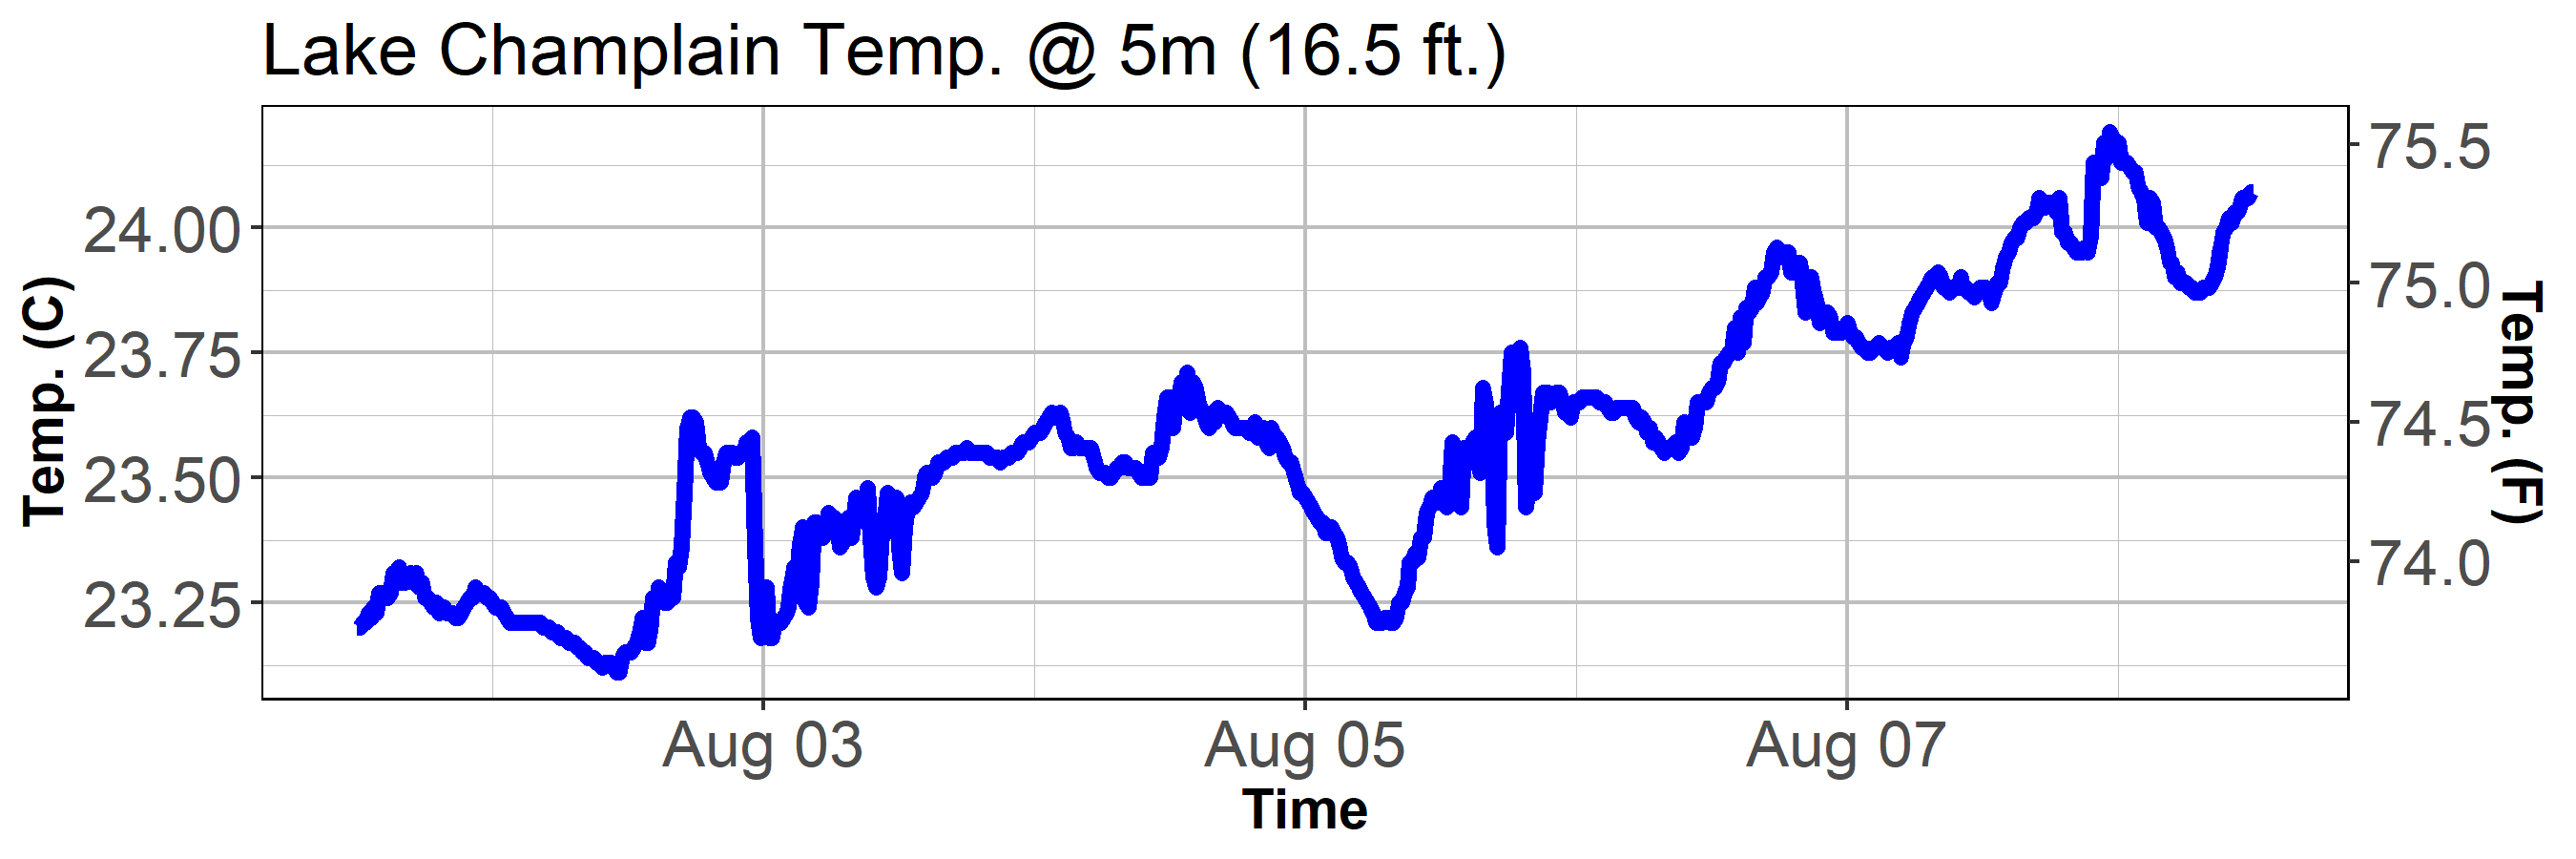 Lake Champlain Temp. @ 5m (16.5 ft.)
Temp. (C)
24.00
23.75
23.50
23.25
75.5
75.0
74.5
74.0
Temp. (F)
Aug 03
Aug 05
Aug 07
Time